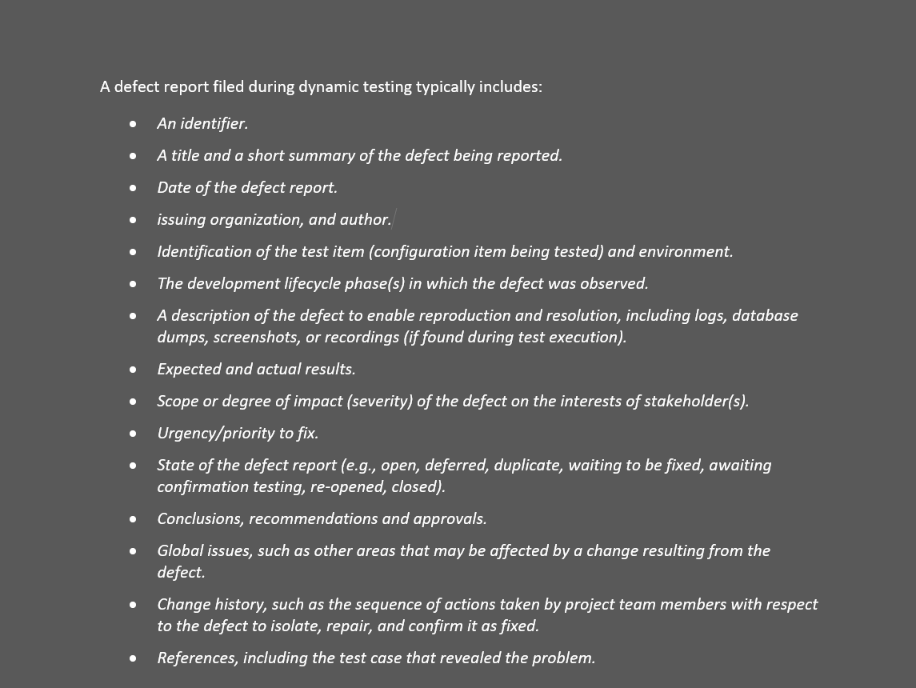 A defect report filed during dynamic testing typically includes:
• An identifier.
• A title and a short summary of the defect being reported.
• Date of the defect report.
• issuing organization, and author.
• Identification of the test item (configuration item being tested) and environment.
• The development lifecycle phase(s) in which the defect was observed.
• A description of the defect to enable reproduction and resolution, including logs, database
dumps, screenshots, or recordings (if found during test execution).
• Expected and actual results.
• Scope or degree of impact (severity) of the defect on the interests of stakeholder(s).
• Urgency/priority to fix.
• State of the defect report (e.g., open, deferred, duplicate, waiting to be fixed, awaiting
confirmation testing, re-opened, closed).
• Conclusions, recommendations and approvals.
• Global issues, such as other areas that may be affected by a change resulting from the
defect.
• Change history, such as the sequence of actions taken by project team members with respect
to the defect to isolate, repair, and confirm it as fixed.
• References, including the test case that revealed the problem.